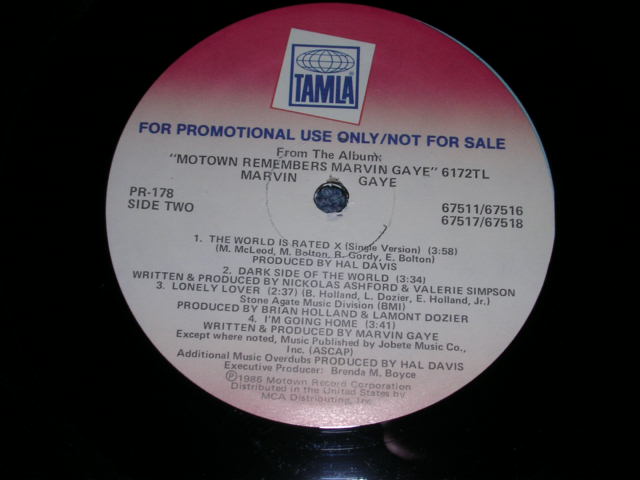 TAMLA
FOR PROMOTIONAL USE ONLY/NOT FOR SALE
From The Album:
"MOTOWN REMEMBERS MARVIN GAYE" 6172TL
MARVIN GAYE
PR-178
SIDE TWO
67511/67516
67517/67518
1. THE WORLD IS RATED X (Single Version) (3:58)
(M. McLeod, M. Bolton, R. Gordy, E. Bolton)
PRODUCED BY HAL DAVIS
2. DARK SIDE OF THE WORLD (3:34)
WRITTEN & PRODUCED BY NICKOLAS ASHFORD & VALERIE SIMPSON
3. LONELY LOVER (2:37) (B. Holland, L. Dozier, E. Holland, Jr.)
Stone Agate Music Division (BMI)
PRODUCED BY BRIAN HOLLAND & LAMONT DOZIER
4. I'M GOING HOME (3:41)
WRITTEN & PRODUCED BY MARVIN GAYE
Except where noted, Music Published by Jobete Music Co.,
Inc. (ASCAP)
Additional Music Overdubs PRODUCED BY HAL DAVIS
Executive Producer: Brenda M. Boyce
Ⓟ1986 Motown Record Corporation
Distributed in the United States by
MCA Distributing, Inc.